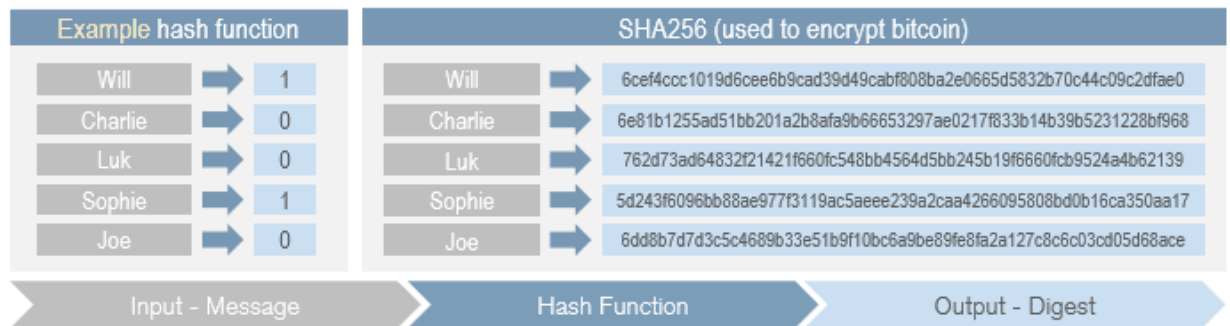 Example hash function
Will 1
Charlie 0
Luk 0
Sophie 1
Joe 0
SHA256 (used to encrypt bitcoin)
Will 6cef4ccc1019d6cee6b9cad39d49cabf808ba2e0665d5832b70c44c09c2dfae0
Charlie 6e81b1255ad51bb201a2b8afa9b66653297ae0217f833b14b39b5231228bf968
Luk 762d73ad64832f21421f660fc548bb4564d5bb245b19f6660fcb9524a4b62139
Sophie 5d243f6096bb88ae977f3119ac5aeee239a2caa4266095808bd0b16ca350aa17
Joe 6dd8b7d7d3c5c4689b33e51b9f10bc6a9be89fe8fa2a127c8c6c03cd05d68ace
Input - Message
Hash Function
Output - Digest